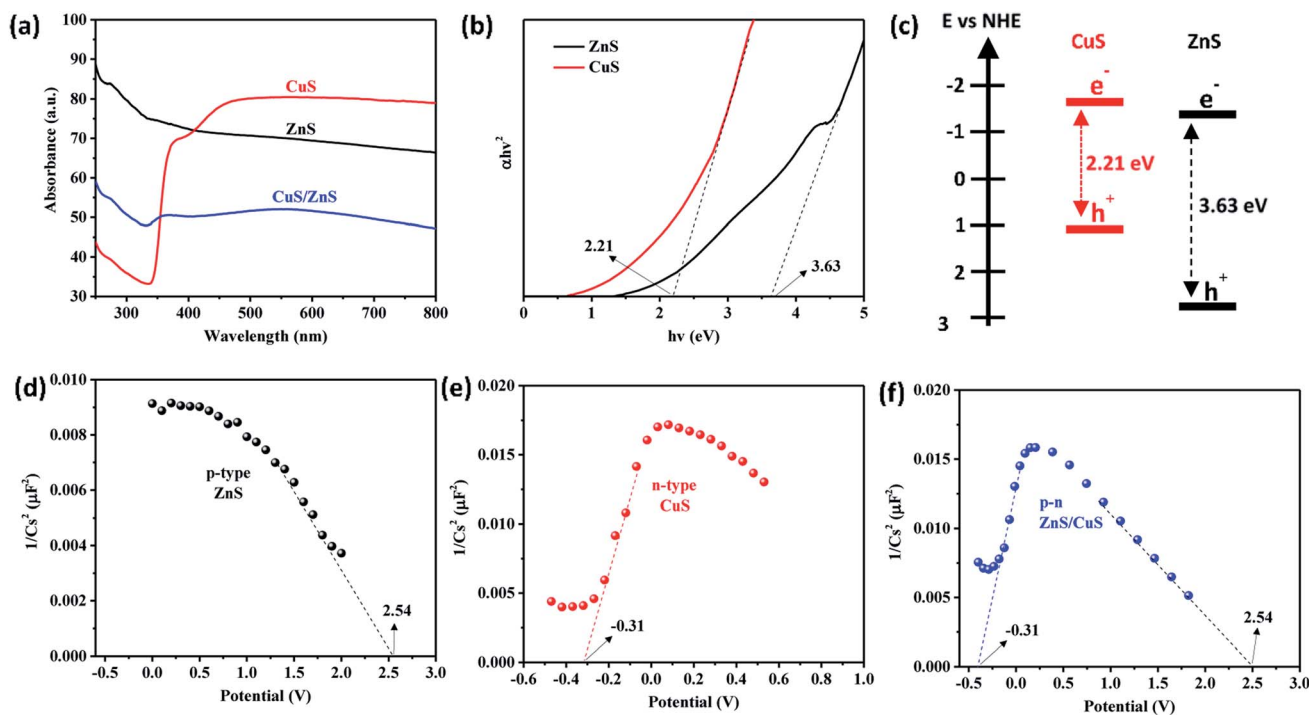 (a)
100
90
80
70
60
50
40
30
Absorbance (a.u.)
CuS
ZnS
CuS/ZnS
300 400 500 600 700 800
Wavelength (nm)
(b)
ZnS
CuS
αhν²
2.21
3.63
0 1 2 3 4 5
hν (eV)
(c)
E vs NHE
CuS
ZnS
-2
-1
0
1
2
3
e-
e-
2.21 eV
3.63 eV
h+
h+
(d)
0.010
0.008
0.006
0.004
0.002
0.000
1/Cs² (µF²)
p-type
ZnS
2.54
-0.5 0.0 0.5 1.0 1.5 2.0 2.5 3.0
Potential (V)
(e)
0.020
0.015
0.010
0.005
0.000
1/Cs² (µF²)
n-type
CuS
-0.31
-0.6 -0.4 -0.2 0.0 0.2 0.4 0.6 0.8 1.0
Potential (V)
(f)
0.020
0.015
0.010
0.005
0.000
1/Cs² (µF²)
p-n
ZnS/CuS
-0.31
2.54
-0.5 0.0 0.5 1.0 1.5 2.0 2.5 3.0
Potential (V)